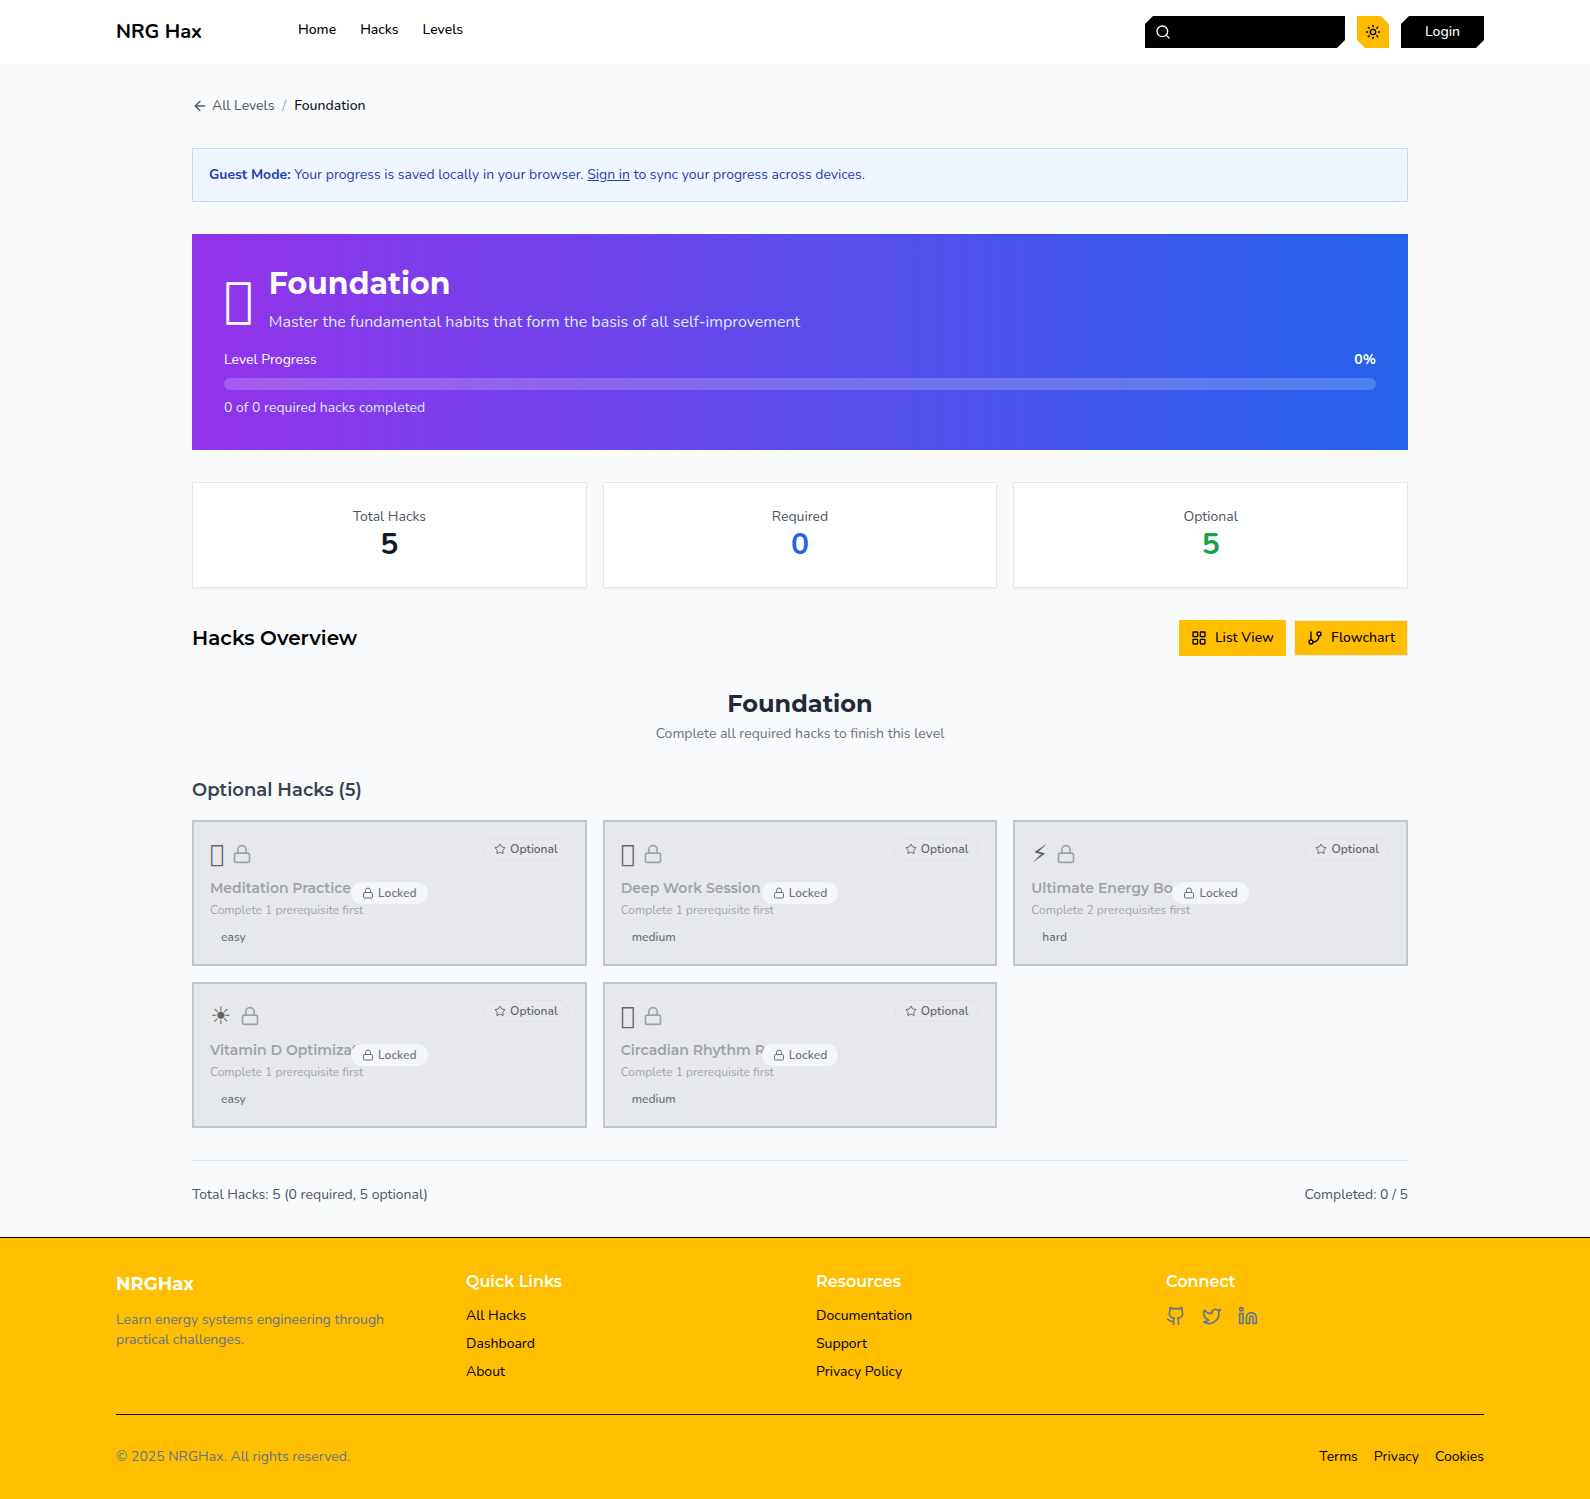 NRG Hax
Home
Hacks
Levels
Login
All Levels / Foundation
Guest Mode: Your progress is saved locally in your browser. Sign in to sync your progress across devices.
Foundation
Master the fundamental habits that form the basis of all self-improvement
Level Progress
0%
0 of 0 required hacks completed
Total Hacks
5
Required
0
Optional
5
Hacks Overview
List View
Flowchart
Foundation
Complete all required hacks to finish this level
Optional Hacks (5)
Optional
Meditation Practice
Locked
Complete 1 prerequisite first
easy
Optional
Deep Work Session
Locked
Complete 1 prerequisite first
medium
Optional
Ultimate Energy Bo
Locked
Complete 2 prerequisites first
hard
Optional
Vitamin D Optimizat
Locked
Complete 1 prerequisite first
easy
Optional
Circadian Rhythm R
Locked
Complete 1 prerequisite first
medium
Total Hacks: 5 (0 required, 5 optional)
Completed: 0 / 5
NRGHax
Learn energy systems engineering through
practical challenges.
Quick Links
All Hacks
Dashboard
About
Resources
Documentation
Support
Privacy Policy
Connect
© 2025 NRGHax. All rights reserved.
Terms
Privacy
Cookies